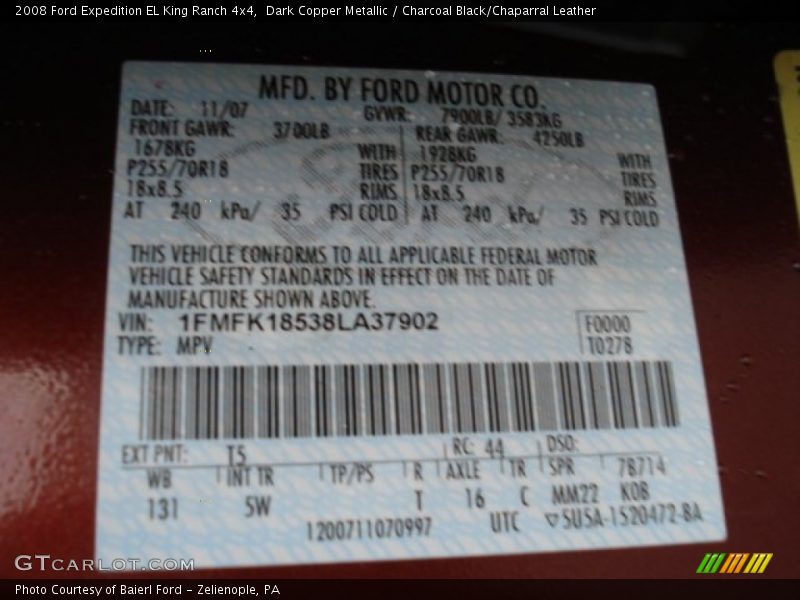 2008 Ford Expedition EL King Ranch 4x4,  Dark Copper Metallic / Charcoal Black/Chaparral Leather
MFD. BY FORD MOTOR CO.
DATE: 11/07 GVWR: 7900LB/ 3583KG
FRONT GAWR: 3700LB REAR GAWR: 4250LB
1678KG WITH 1928KG WITH
P255/70R18 TIRES P255/70R18 TIRES
18x8.5 RIMS 18x8.5 RIMS
AT 240 kPa/ 35 PSI COLD AT 240 kPa/ 35 PSI COLD
THIS VEHICLE CONFORMS TO ALL APPLICABLE FEDERAL MOTOR
VEHICLE SAFETY STANDARDS IN EFFECT ON THE DATE OF
MANUFACTURE SHOWN ABOVE.
VIN: 1FMFK18538LA37902 F0000
TYPE: MPV T0278
EXT PNT: T5 RC: 44 DSO:
WB INT TR TP/PS R AXLE TR SPR 7B714
131 5W T 16 C MM22 K0B
1200711070997 UTC ▽5U5A-1520472-BA
GTCARLOT.COM
Photo Courtesy of Baierl Ford - Zelienople, PA